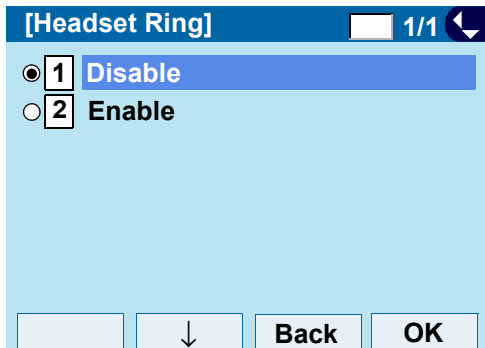 [Headset Ring] 1/1
1 Disable
2 Enable
↓ Back OK